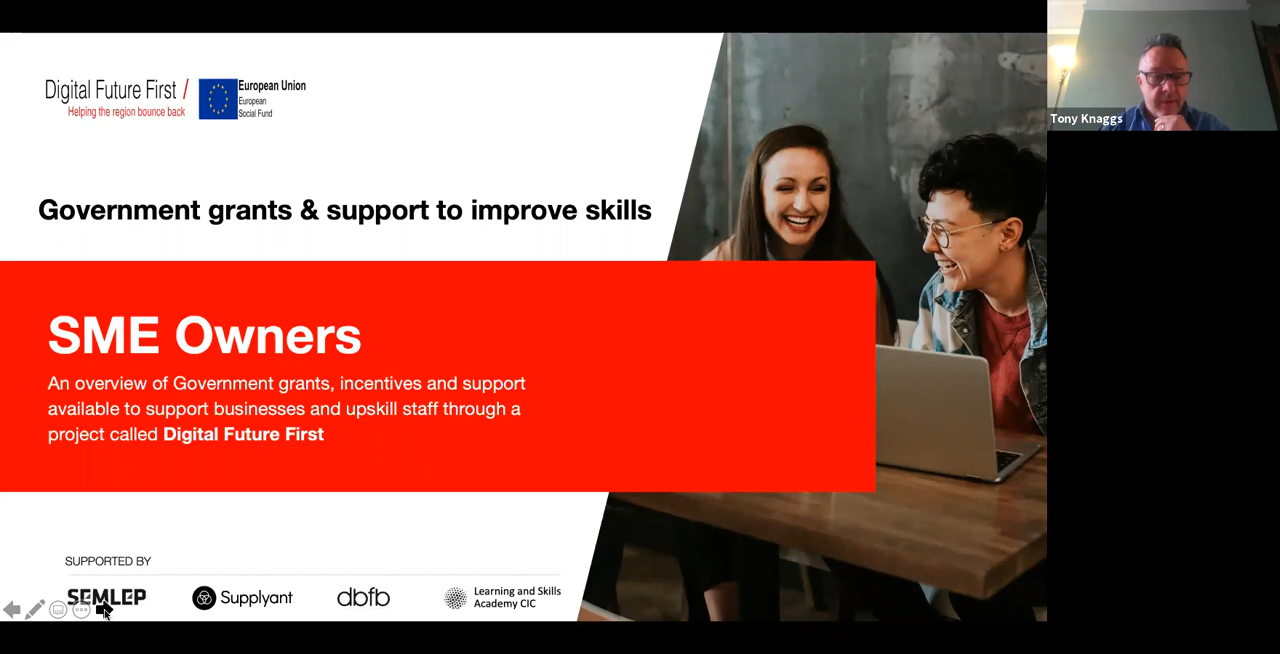 Digital Future First /
Helping the region bounce back
European Union
European
Social Fund
Tony Knaggs
Government grants & support to improve skills
SME Owners
An overview of Government grants, incentives and support
available to support businesses and upskill staff through a
project called Digital Future First
SUPPORTED BY
SEMLEP
Supplyant
dbfb
Learning and Skills
Academy CIC